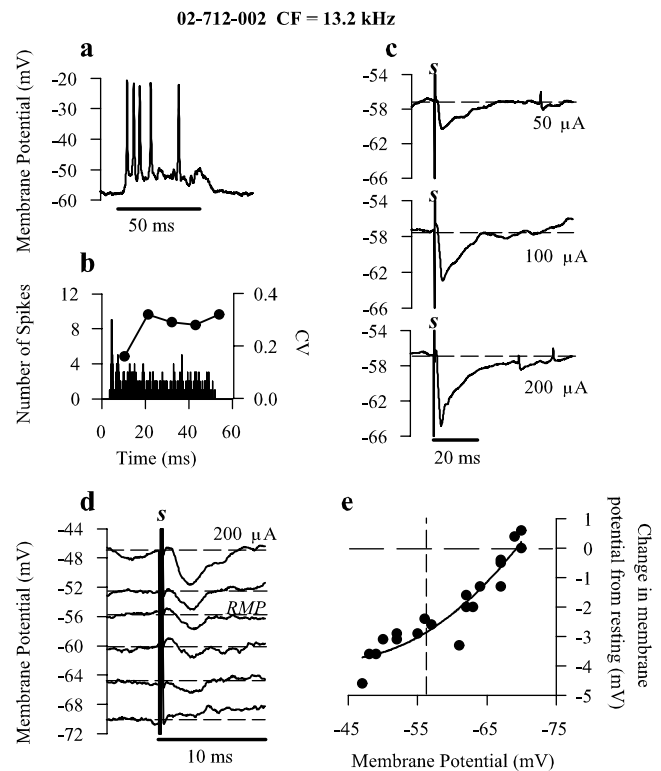 02-712-002 CF = 13.2 kHz
a
Membrane Potential (mV)
-20
-30
-40
-50
-60
50 ms
b
Number of Spikes
12
8
4
0
0.4
0.2
0.0
CV
0 20 40 60
Time (ms)
c
s
-54
-58
-62
-66
50 µA
-54
s
-58
-62
-66
100 µA
-54
s
-58
-62
-66
200 µA
20 ms
d
s
Membrane Potential (mV)
-44
-48
-52
-56
-60
-64
-68
-72
200 µA
RMP
10 ms
e
1
0
-1
-2
-3
-4
-5
Change in membrane
potential from resting (mV)
-45 -55 -65 -75
Membrane Potential (mV)